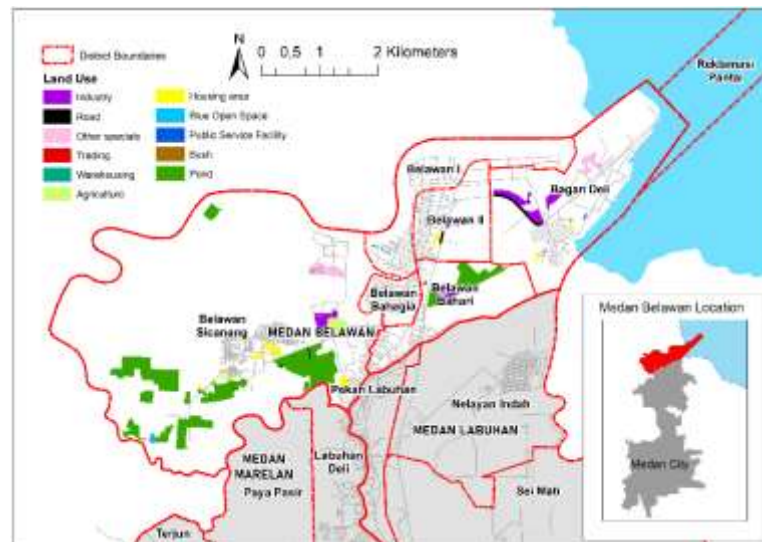 District Boundaries
Land Use
Industry
Road
Other specials
Trading
Warehousing
Agriculture
Housing area
Blue Open Space
Public Service Facility
Bush
Pond
N
0 0,5 1 2 Kilometers
Reklamasi
Pantai
Belawan I
Bagan Deli
Belawan II
Belawan
Bahari
Belawan
Bahagia
Belawan
Sicanang
MEDAN BELAWAN
Pekan Labuhan
Nelayan Indah
MEDAN LABUHAN
MEDAN
MARELAN
Labuhan
Deli
Paya Pasir
Sei Mati
Terjun
Medan Belawan Location
Medan City